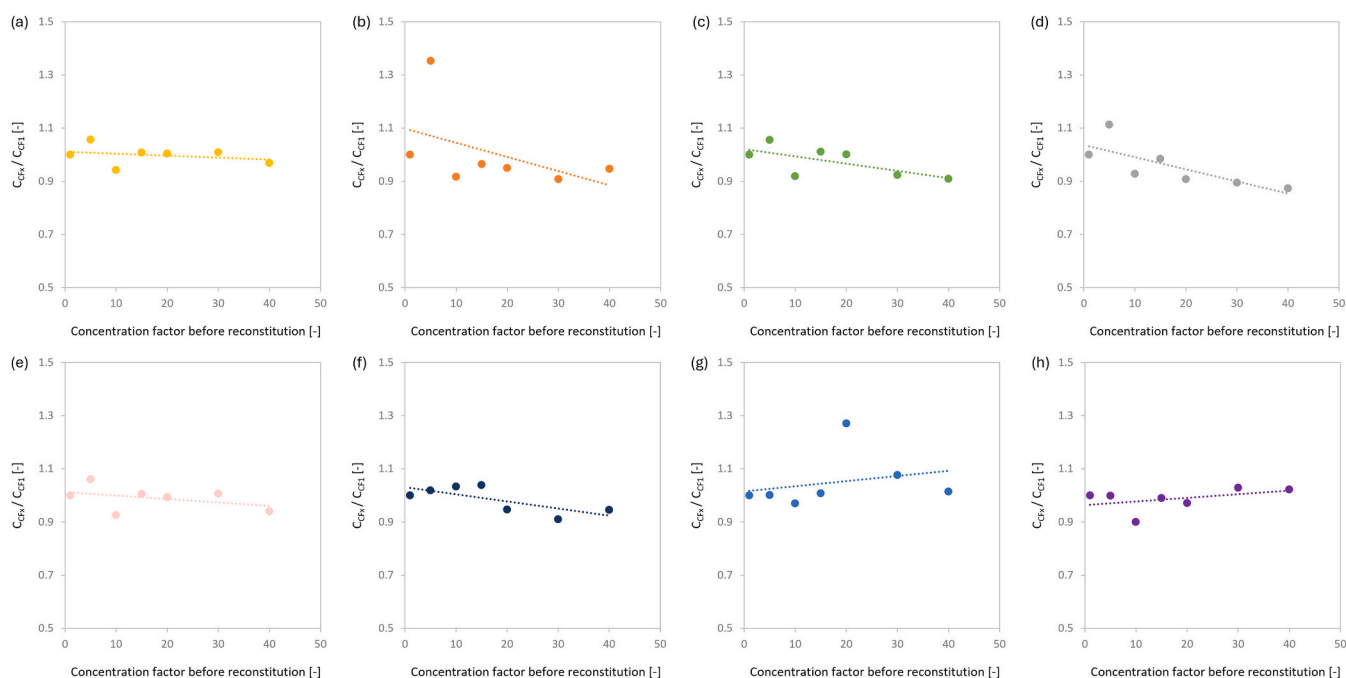 (a)
1.5
1.3
1.1
0.9
0.7
0.5
C_CFx / C_CF1 [-]
0 10 20 30 40 50
Concentration factor before reconstitution [-]
(b)
1.5
1.3
1.1
0.9
0.7
0.5
C_CFx / C_CF1 [-]
0 10 20 30 40 50
Concentration factor before reconstitution [-]
(c)
1.5
1.3
1.1
0.9
0.7
0.5
C_CFx / C_CF1 [-]
0 10 20 30 40 50
Concentration factor before reconstitution [-]
(d)
1.5
1.3
1.1
0.9
0.7
0.5
C_CFx / C_CF1 [-]
0 10 20 30 40 50
Concentration factor before reconstitution [-]
(e)
1.5
1.3
1.1
0.9
0.7
0.5
C_CFx / C_CF1 [-]
0 10 20 30 40 50
Concentration factor before reconstitution [-]
(f)
1.5
1.3
1.1
0.9
0.7
0.5
C_CFx / C_CF1 [-]
0 10 20 30 40 50
Concentration factor before reconstitution [-]
(g)
1.5
1.3
1.1
0.9
0.7
0.5
C_CFx / C_CF1 [-]
0 10 20 30 40 50
Concentration factor before reconstitution [-]
(h)
1.5
1.3
1.1
0.9
0.7
0.5
C_CFx / C_CF1 [-]
0 10 20 30 40 50
Concentration factor before reconstitution [-]